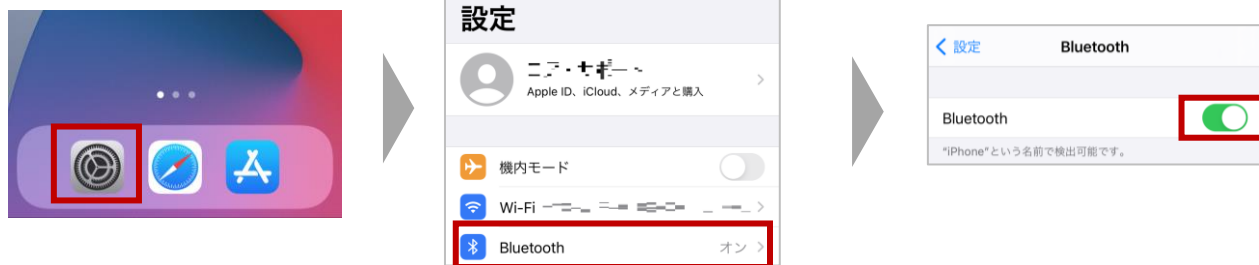 設定
Apple ID、iCloud、メディアと購入
機内モード
Wi-Fi
Bluetooth オン
設定 Bluetooth
Bluetooth
"iPhone"という名前で検出可能です。